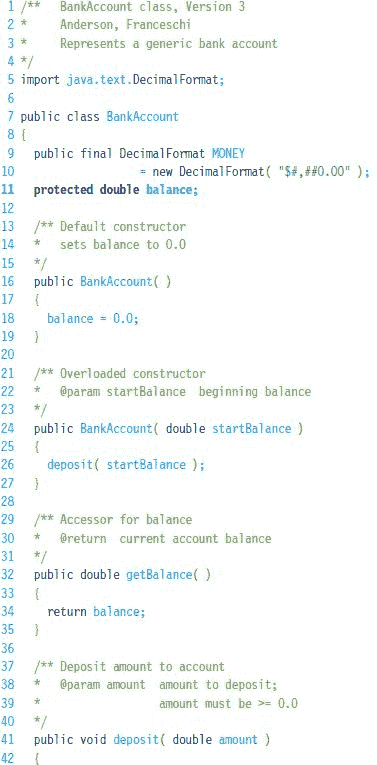 1 /**   BankAccount class, Version 3
2 *     Anderson, Franceschi
3 *     Represents a generic bank account
4 */
5 import java.text.DecimalFormat;
6
7 public class BankAccount
8 {
9   public final DecimalFormat MONEY
10                  = new DecimalFormat( "$#,##0.00" );
11   protected double balance;
12
13   /** Default constructor
14   *   sets balance to 0.0
15   */
16   public BankAccount( )
17   {
18     balance = 0.0;
19   }
20
21   /** Overloaded constructor
22   *   @param startBalance  beginning balance
23   */
24   public BankAccount( double startBalance )
25   {
26     deposit( startBalance );
27   }
28
29   /** Accessor for balance
30   *   @return  current account balance
31   */
32   public double getBalance( )
33   {
34     return balance;
35   }
36
37   /** Deposit amount to account
38   *   @param amount  amount to deposit;
39   *                  amount must be >= 0.0
40   */
41   public void deposit( double amount )
42   {